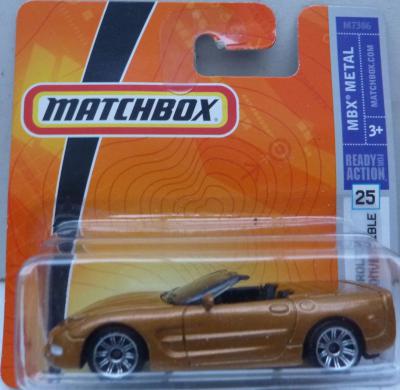 MATCHBOX
M7386
MBX® METAL
MATCHBOX.COM
3+
READY FOR
ACTION
25